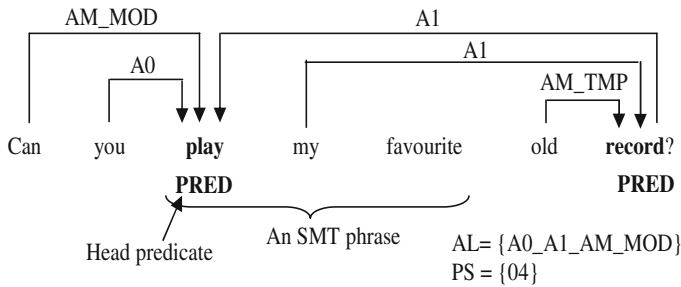 AM_MOD A1
A0 A1
AM_TMP
Can you play my favourite old record?
PRED PRED
Head predicate An SMT phrase
AL= {A0_A1_AM_MOD}
PS = {04}